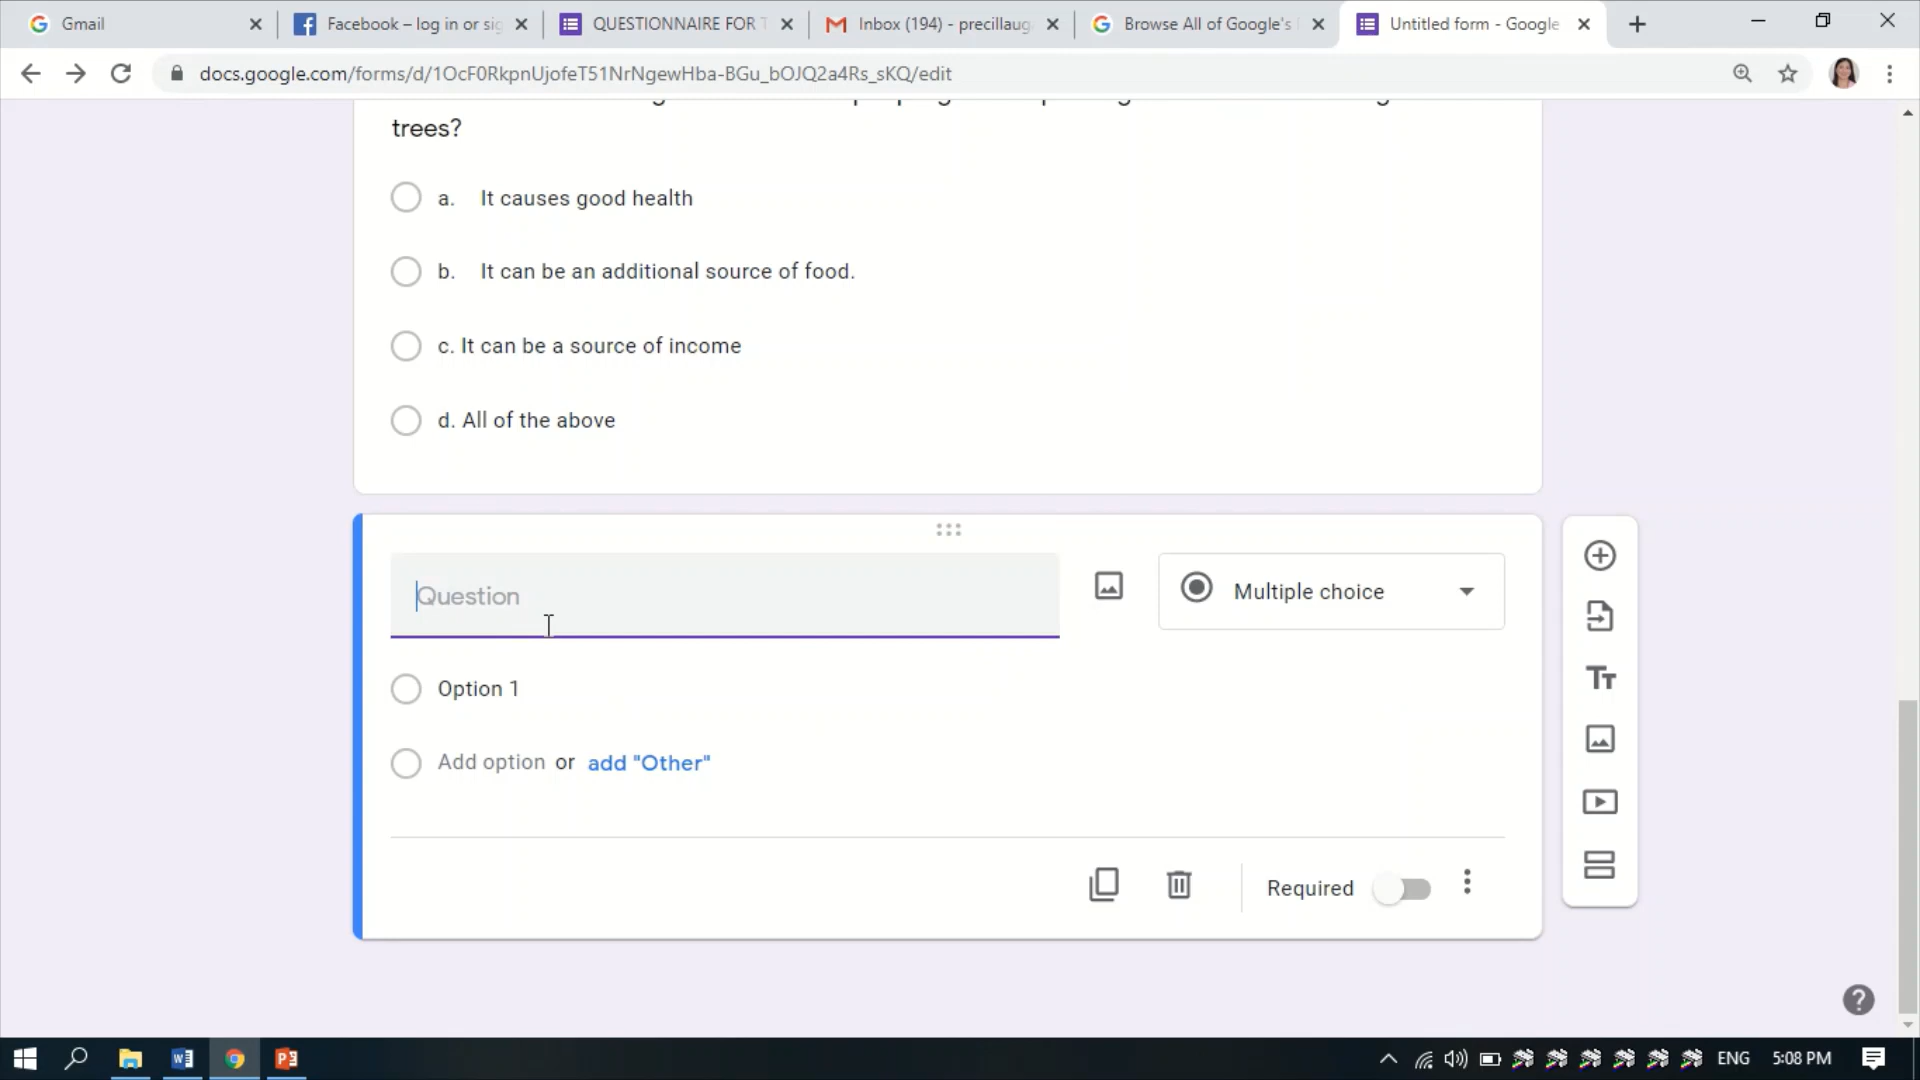 Gmail
Facebook – log in or sig
QUESTIONNAIRE FOR T
Inbox (194) - precillaug
Browse All of Google's
Untitled form - Google
docs.google.com/forms/d/1OcF0RkpnUjofeT51NrNgewHba-BGu_bOJQ2a4Rs_sKQ/edit
trees?
a. It causes good health
b. It can be an additional source of food.
c. It can be a source of income
d. All of the above
Question
Multiple choice
Option 1
Add option or add "Other"
Required
ENG
5:08 PM